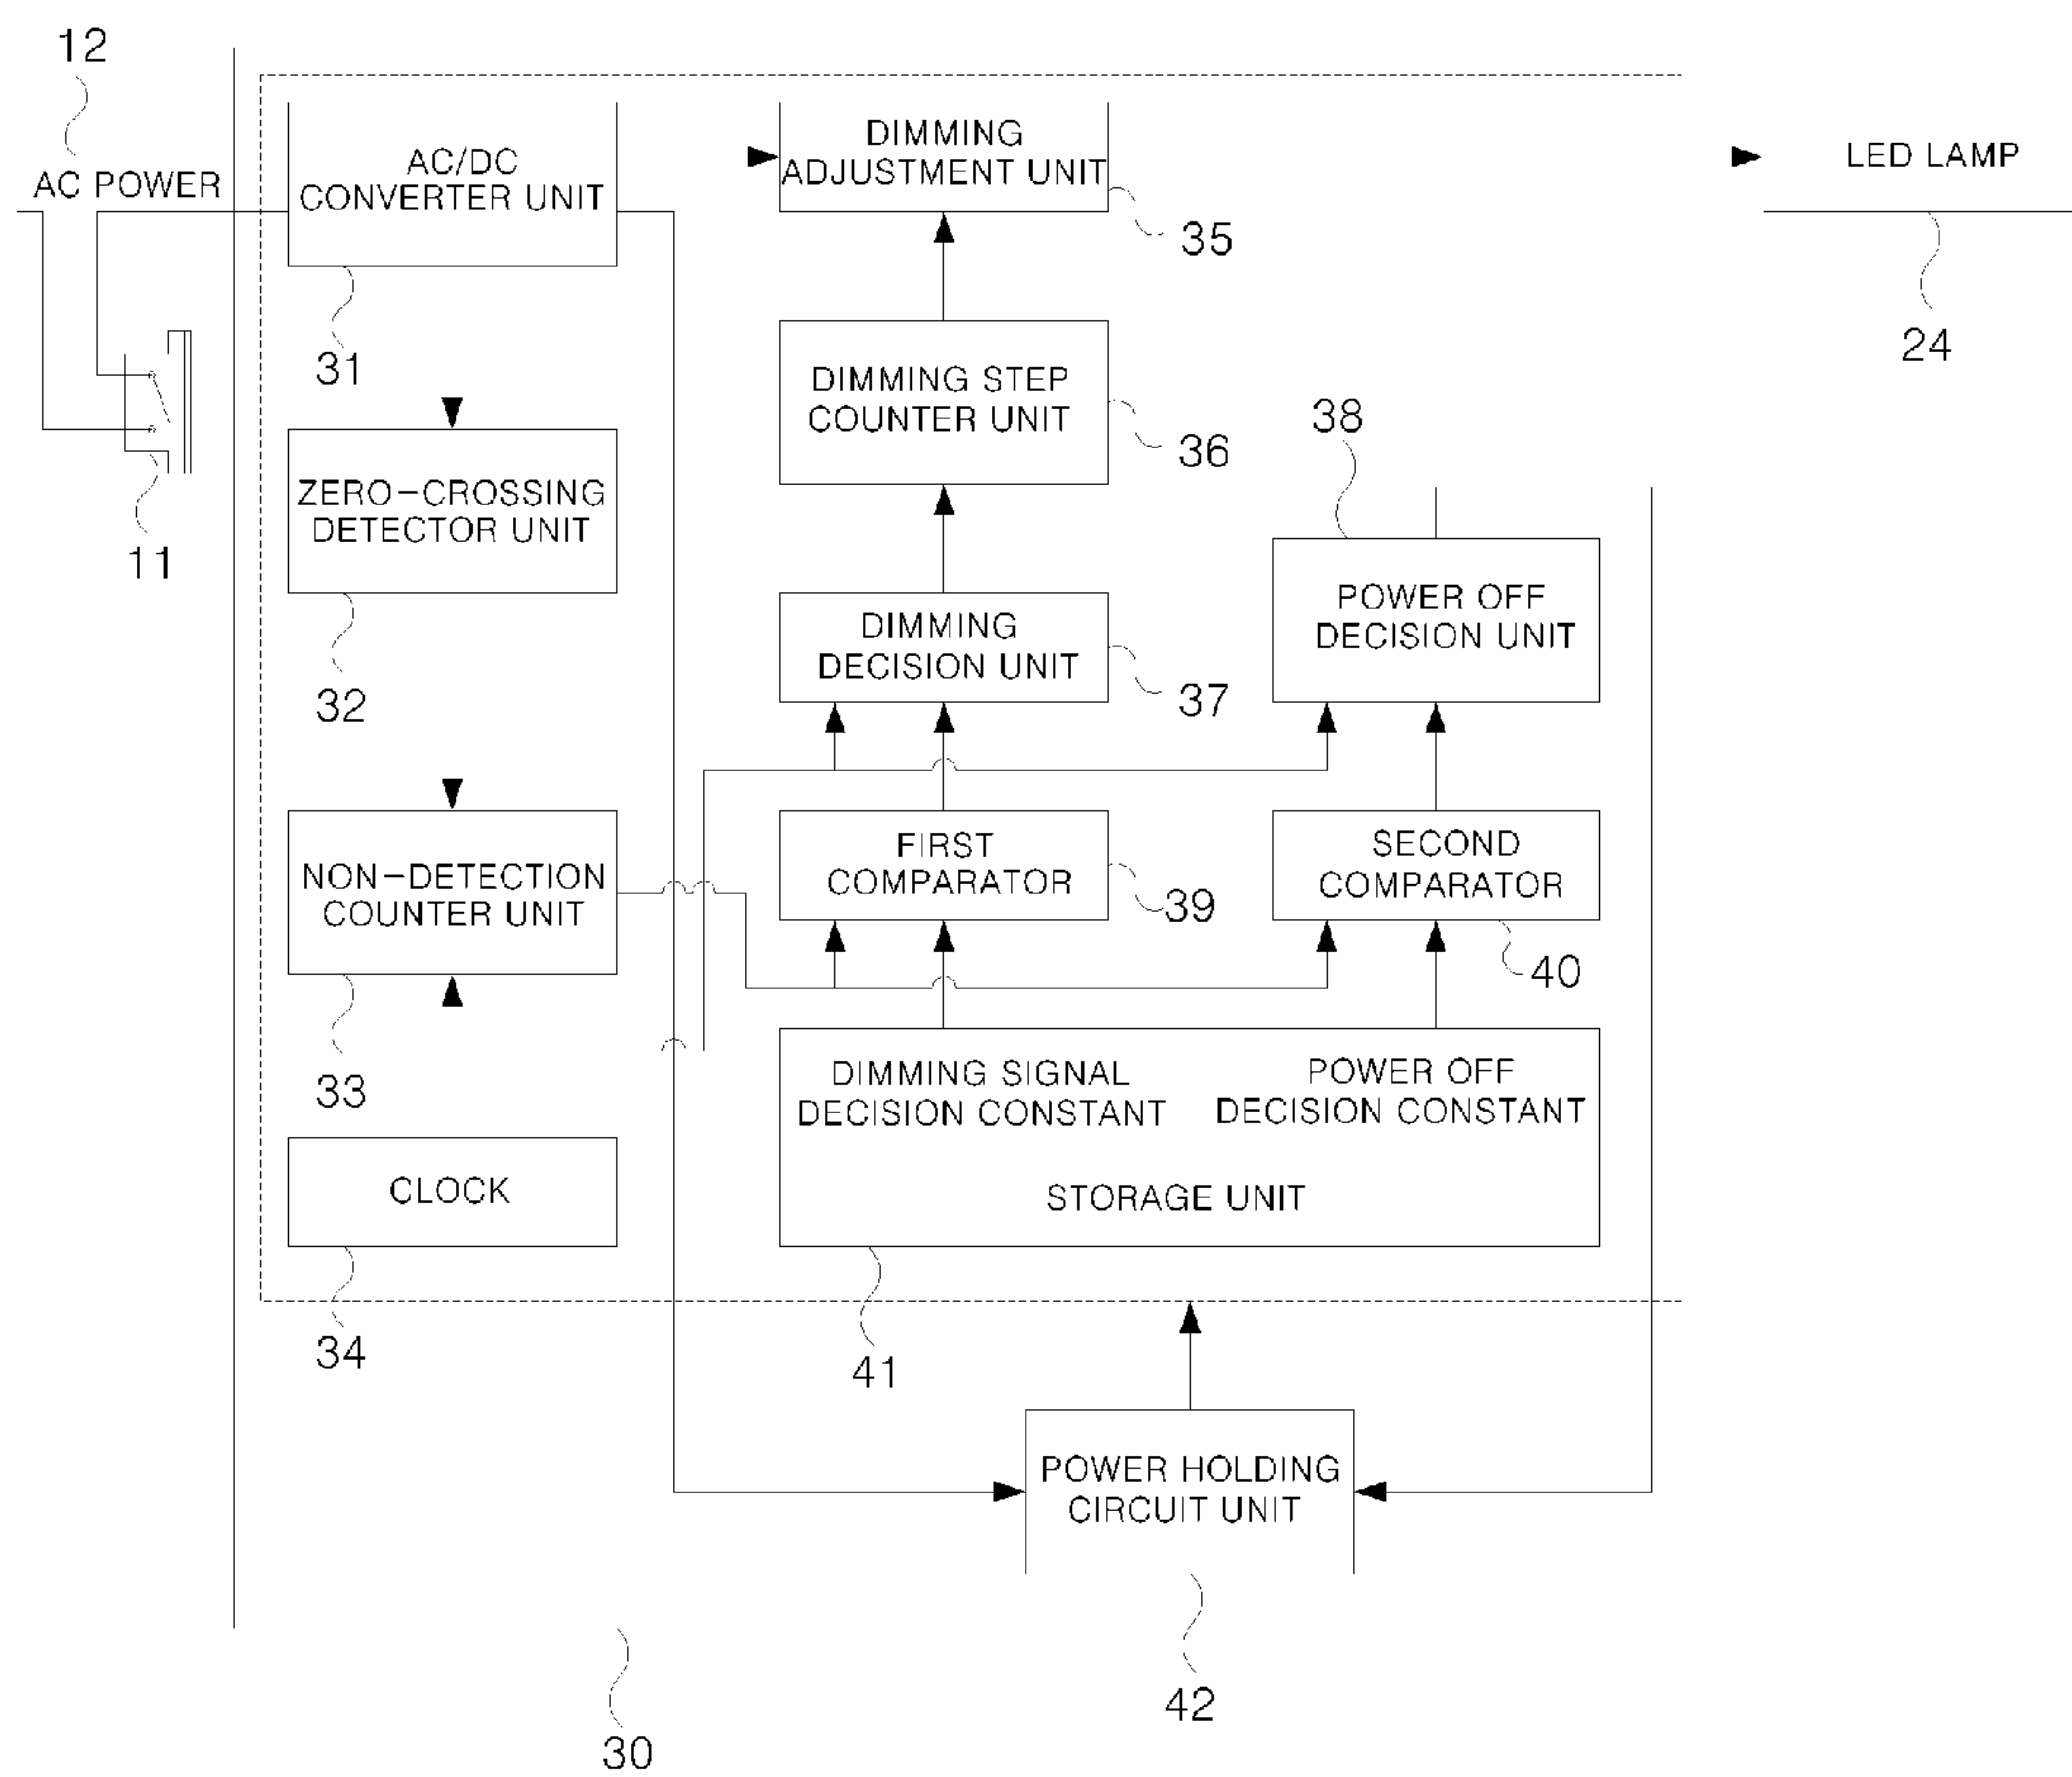 12
AC POWER
11
AC/DC
CONVERTER UNIT
31
ZERO-CROSSING
DETECTOR UNIT
32
NON-DETECTION
COUNTER UNIT
33
CLOCK
34
DIMMING
ADJUSTMENT UNIT
35
DIMMING STEP
COUNTER UNIT
36
DIMMING
DECISION UNIT
37
38
POWER OFF
DECISION UNIT
FIRST
COMPARATOR
39
SECOND
COMPARATOR
40
DIMMING SIGNAL
DECISION CONSTANT
POWER OFF
DECISION CONSTANT
STORAGE UNIT
41
POWER HOLDING
CIRCUIT UNIT
42
30
LED LAMP
24